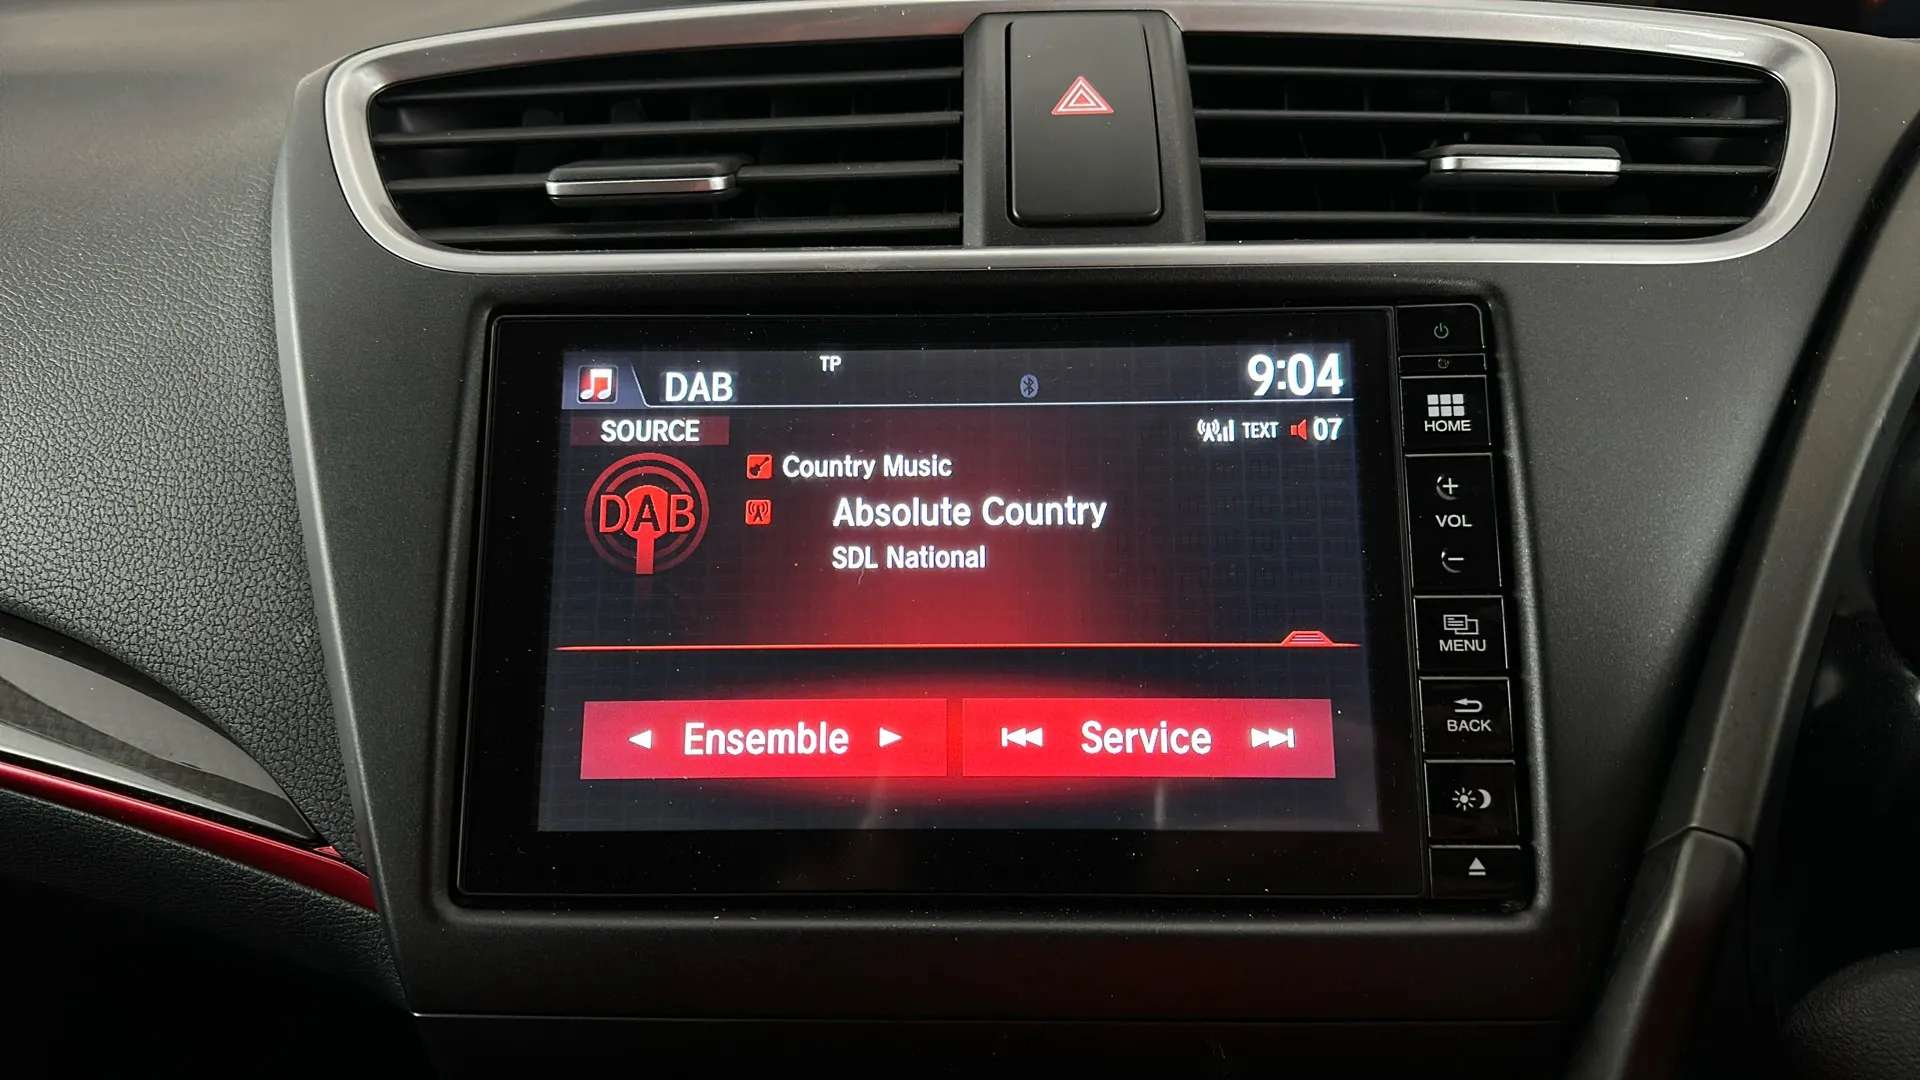 TP
DAB
9:04
SOURCE
TEXT 07
Country Music
DAB
Absolute Country
SDL National
Ensemble
Service
HOME
+
VOL
-
MENU
BACK